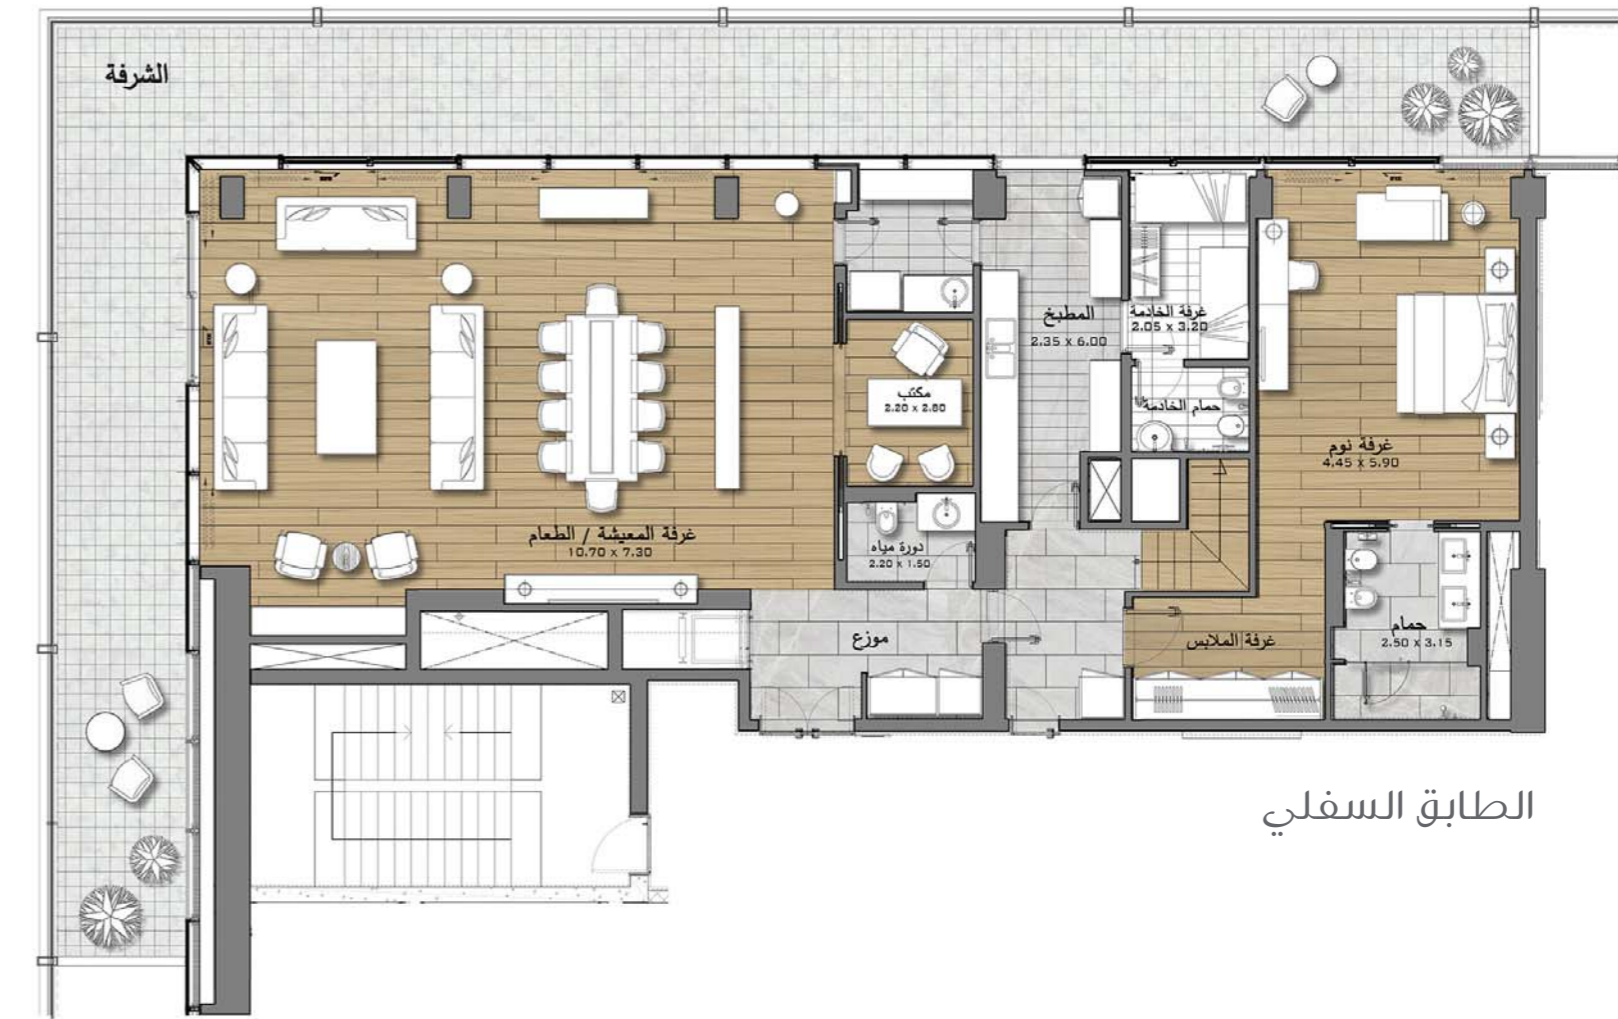 الشرفة
غرفة الخادمة
2.05 x 3.20
المطبخ
2.35 x 6.00
مكتب
2.20 x 2.80
حمام الخادمة
غرفة نوم
4.45 x 5.90
غرفة المعيشة / الطعام
10.70 x 7.30
دورة مياه
2.20 x 1.50
موزع
غرفة الملابس
حمام
2.50 x 3.15
الطابق السفلي